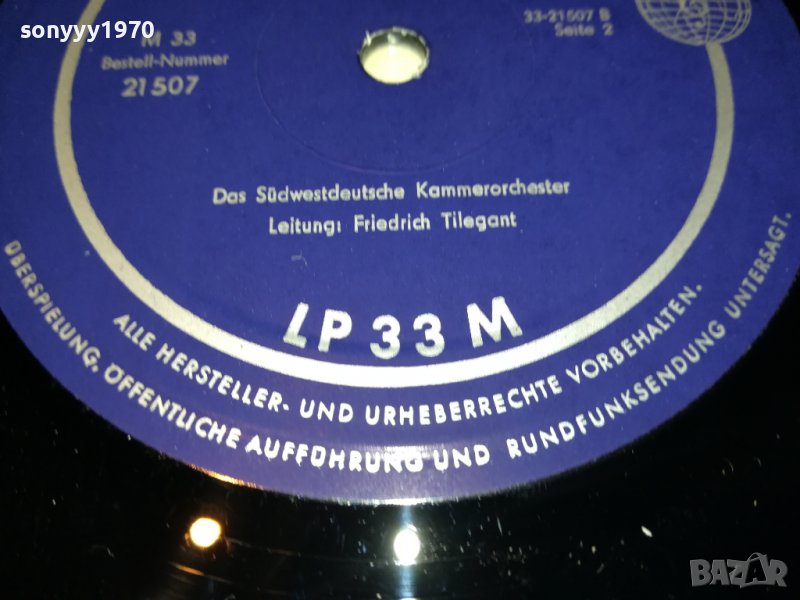 sonyyy1970
M 33
Bestell-Nummer
21 507
33-21507 B
Seite 2
Das Südwestdeutsche Kammerorchester
Leitung: Friedrich Tilegant
LP 33 M
ALLE HERSTELLER- UND URHEBERRECHTE VORBEHALTEN.
ÜBERSPIELUNG, ÖFFENTLICHE AUFFÜHRUNG UND RUNDFUNKSENDUNG UNTERSAGT.
BAZAR